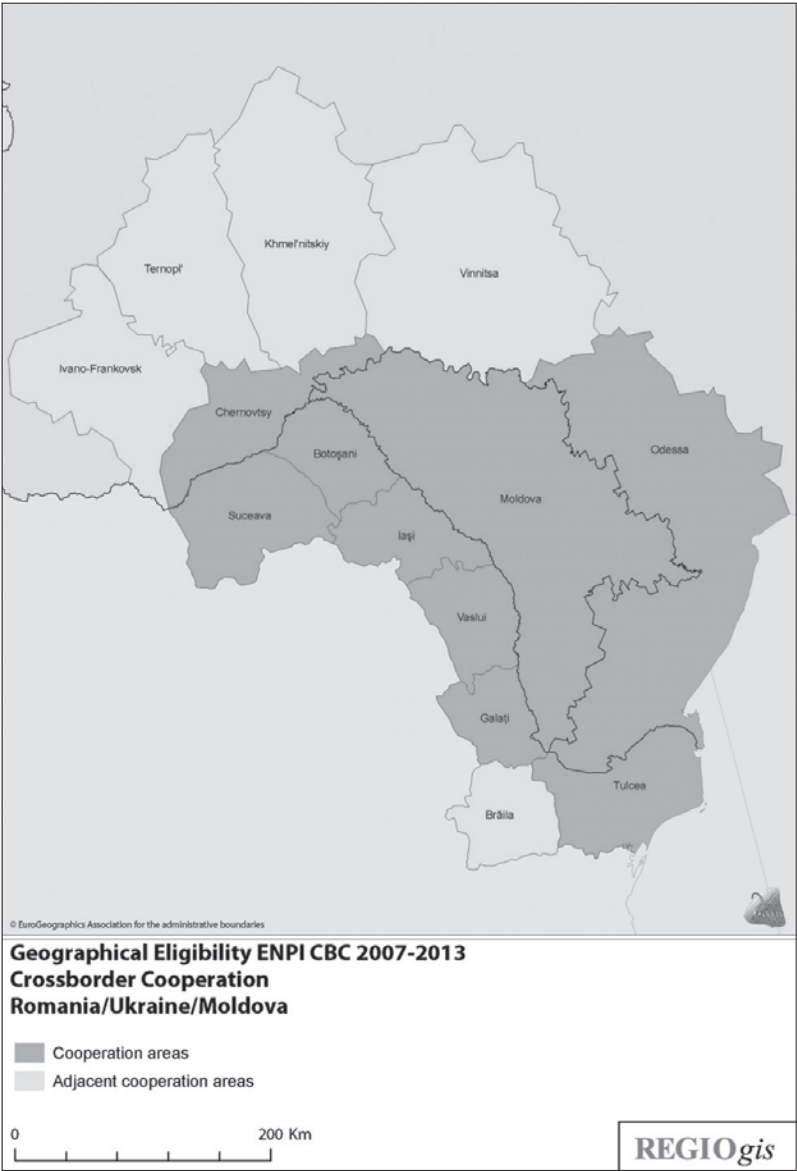 Khmel'nitskiy
Ternopl'
Vinnitsa
Ivano-Frankovsk
Chernovtsy
Odessa
Botoşani
Moldova
Suceava
Iaşi
Vaslui
Galaţi
Tulcea
Brăila
© EuroGeographics Association for the administrative boundaries
Geographical Eligibility ENPI CBC 2007-2013
Crossborder Cooperation
Romania/Ukraine/Moldova
Cooperation areas
Adjacent cooperation areas
0 200 Km
REGIOgis